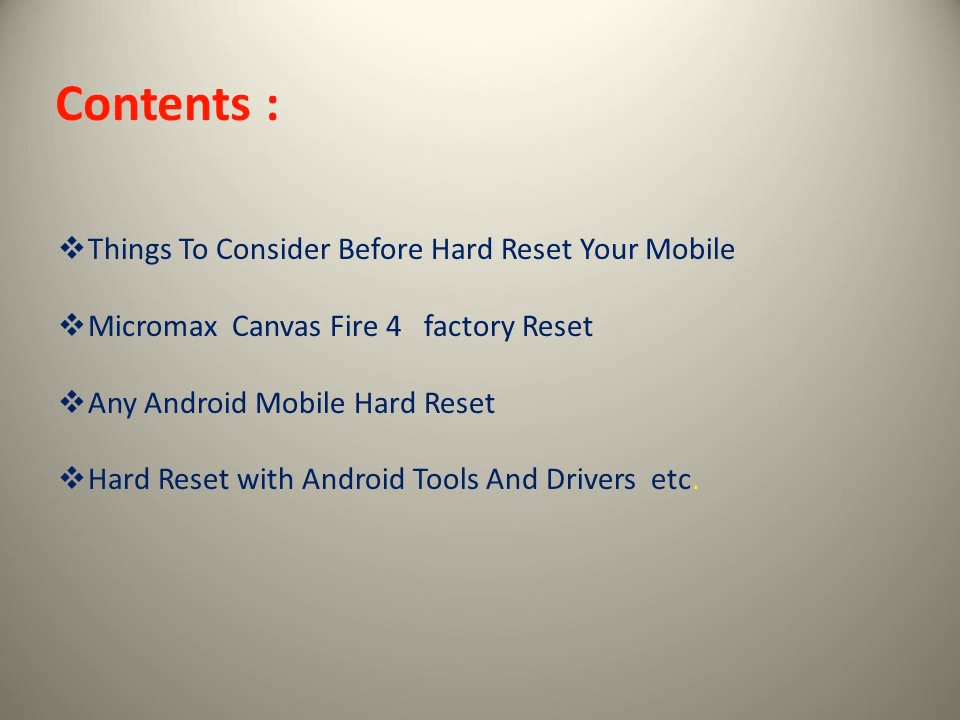 Contents :
❖Things To Consider Before Hard Reset Your Mobile
❖Micromax  Canvas Fire 4   factory Reset
❖Any Android Mobile Hard Reset
❖Hard Reset with Android Tools And Drivers  etc.